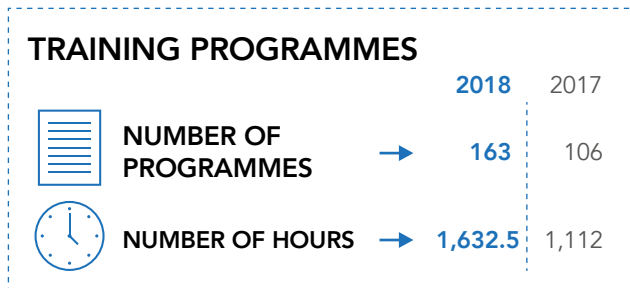 TRAINING PROGRAMMES
2018 2017
NUMBER OF
PROGRAMMES
163 106
NUMBER OF HOURS 1,632.5 1,112